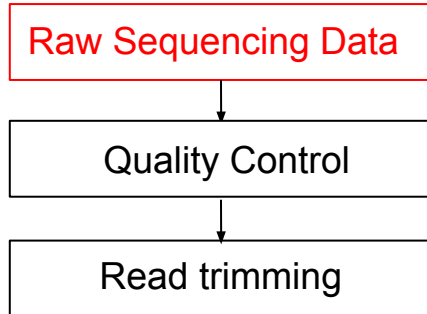 Raw Sequencing Data
Quality Control
Read trimming